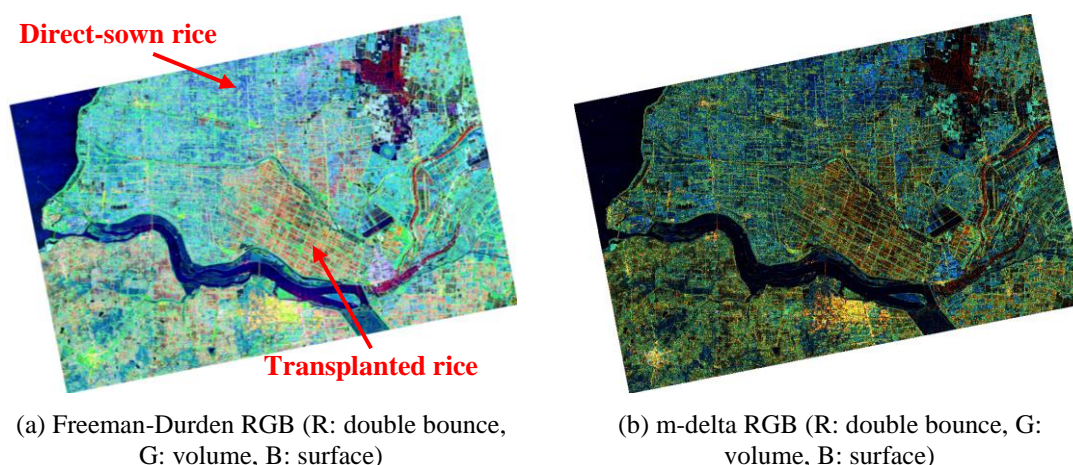 Direct-sown rice
Transplanted rice
(a) Freeman-Durden RGB (R: double bounce,
G: volume, B: surface)
(b) m-delta RGB (R: double bounce, G:
volume, B: surface)